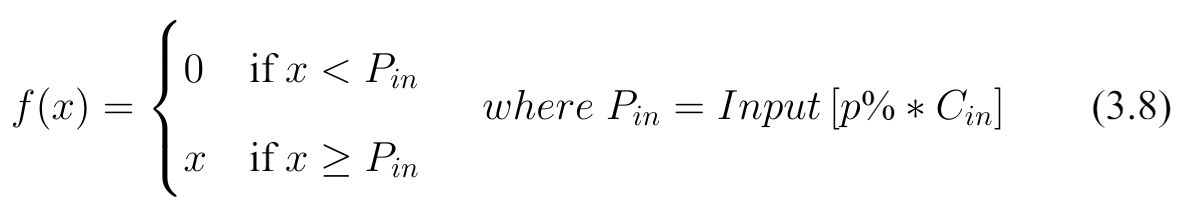 0 if x < P_in
f(x) = { where P_in = Input [p% * C_in] (3.8)
x if x ≥ P_in